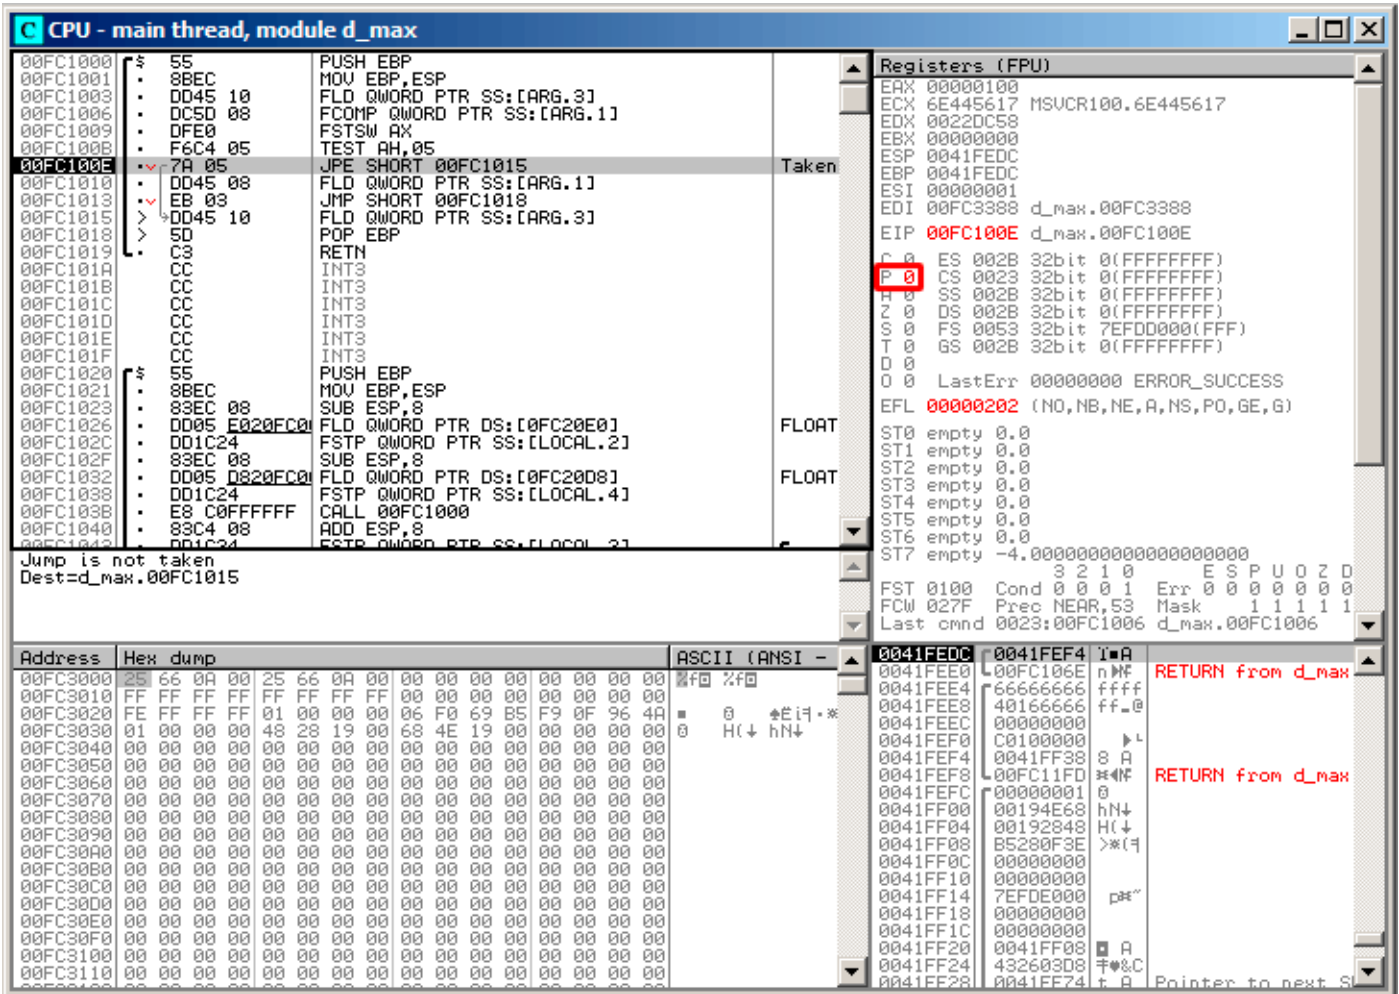 C CPU - main thread, module d_max
00FC1000 $ 55 PUSH EBP
00FC1001 . 8BEC MOV EBP,ESP
00FC1003 . DD45 10 FLD QWORD PTR SS:[ARG.3]
00FC1006 . DC5D 08 FCOMP QWORD PTR SS:[ARG.1]
00FC1009 . DFE0 FSTSW AX
00FC100B . F6C4 05 TEST AH,05
00FC100E . 7A 05 JPE SHORT 00FC1015 Taken
00FC1010 . DD45 08 FLD QWORD PTR SS:[ARG.1]
00FC1013 . EB 03 JMP SHORT 00FC1018
00FC1015 > DD45 10 FLD QWORD PTR SS:[ARG.3]
00FC1018 > 5D POP EBP
00FC1019 . C3 RETN
00FC101A CC INT3
00FC101B CC INT3
00FC101C CC INT3
00FC101D CC INT3
00FC101E CC INT3
00FC101F CC INT3
00FC1020 $ 55 PUSH EBP
00FC1021 . 8BEC MOV EBP,ESP
00FC1023 . 83EC 08 SUB ESP,8
00FC1026 . DD05 E020FC0 FLD QWORD PTR DS:[0FC20E0] FLOAT
00FC102C . DD1C24 FSTP QWORD PTR SS:[LOCAL.2]
00FC102F . 83EC 08 SUB ESP,8
00FC1032 . DD05 D820FC0 FLD QWORD PTR DS:[0FC20D8] FLOAT
00FC1038 . DD1C24 FSTP QWORD PTR SS:[LOCAL.4]
00FC103B . E8 C0FFFFFF CALL 00FC1000
00FC1040 . 83C4 08 ADD ESP,8
00FC1043 . DD1C24 FSTP QWORD PTR SS:[LOCAL.2]
Jump is not taken
Dest=d_max.00FC1015
Registers (FPU)
EAX 00000100
ECX 6E445617 MSVCR100.6E445617
EDX 0022DC58
EBX 00000000
ESP 0041FEDC
EBP 0041FEDC
ESI 00000001
EDI 00FC3388 d_max.00FC3388
EIP 00FC100E d_max.00FC100E
C 0 ES 002B 32bit 0(FFFFFFFF)
P 0 CS 0023 32bit 0(FFFFFFFF)
A 0 SS 002B 32bit 0(FFFFFFFF)
Z 0 DS 002B 32bit 0(FFFFFFFF)
S 0 FS 0053 32bit 7EFDD000(FFF)
T 0 GS 002B 32bit 0(FFFFFFFF)
D 0
O 0 LastErr 00000000 ERROR_SUCCESS
EFL 00000202 (NO,NB,NE,A,NS,PO,GE,G)
ST0 empty 0.0
ST1 empty 0.0
ST2 empty 0.0
ST3 empty 0.0
ST4 empty 0.0
ST5 empty 0.0
ST6 empty 0.0
ST7 empty -4.0000000000000000000
3 2 1 0 E S P U O Z D
FST 0100 Cond 0 0 0 1 Err 0 0 0 0 0 0 0
FCW 027F Prec NEAR,53 Mask 1 1 1 1 1
Last cmnd 0023:00FC1006 d_max.00FC1006
Address Hex dump ASCII (ANSI -
00FC3000 25 66 0A 00 25 66 0A 00 00 00 00 00 00 00 00 00 %f %f
00FC3010 FF FF FF FF FF FF FF FF 00 00 00 00 00 00 00 00
00FC3020 FE FF FF FF 01 00 00 00 06 F0 69 B5 F9 0F 96 4A
00FC3030 01 00 00 00 48 28 19 00 68 4E 19 00 00 00 00 00 H(↓ hN↓
00FC3040 00 00 00 00 00 00 00 00 00 00 00 00 00 00 00 00
00FC3050 00 00 00 00 00 00 00 00 00 00 00 00 00 00 00 00
00FC3060 00 00 00 00 00 00 00 00 00 00 00 00 00 00 00 00
00FC3070 00 00 00 00 00 00 00 00 00 00 00 00 00 00 00 00
00FC3080 00 00 00 00 00 00 00 00 00 00 00 00 00 00 00 00
00FC3090 00 00 00 00 00 00 00 00 00 00 00 00 00 00 00 00
00FC30A0 00 00 00 00 00 00 00 00 00 00 00 00 00 00 00 00
00FC30B0 00 00 00 00 00 00 00 00 00 00 00 00 00 00 00 00
00FC30C0 00 00 00 00 00 00 00 00 00 00 00 00 00 00 00 00
00FC30D0 00 00 00 00 00 00 00 00 00 00 00 00 00 00 00 00
00FC30E0 00 00 00 00 00 00 00 00 00 00 00 00 00 00 00 00
00FC30F0 00 00 00 00 00 00 00 00 00 00 00 00 00 00 00 00
00FC3100 00 00 00 00 00 00 00 00 00 00 00 00 00 00 00 00
00FC3110 00 00 00 00 00 00 00 00 00 00 00 00 00 00 00 00
0041FEDC 0041FEF4
0041FEE0 00FC106E RETURN from d_max
0041FEE4 66666666 ffff
0041FEE8 40166666 ff_@
0041FEEC 00000000
0041FEF0 C0100000
0041FEF4 0041FF38 8 A
0041FEF8 00FC11FD RETURN from d_max
0041FEFC 00000001
0041FF00 00194E68 hN↓
0041FF04 00192848 H(↓
0041FF08 B5280F3E
0041FF0C 00000000
0041FF10 00000000
0041FF14 7EFDE000
0041FF18 00000000
0041FF1C 00000000
0041FF20 0041FF08
0041FF24 432603D8
0041FF28 0041FF74 t A Pointer to next S